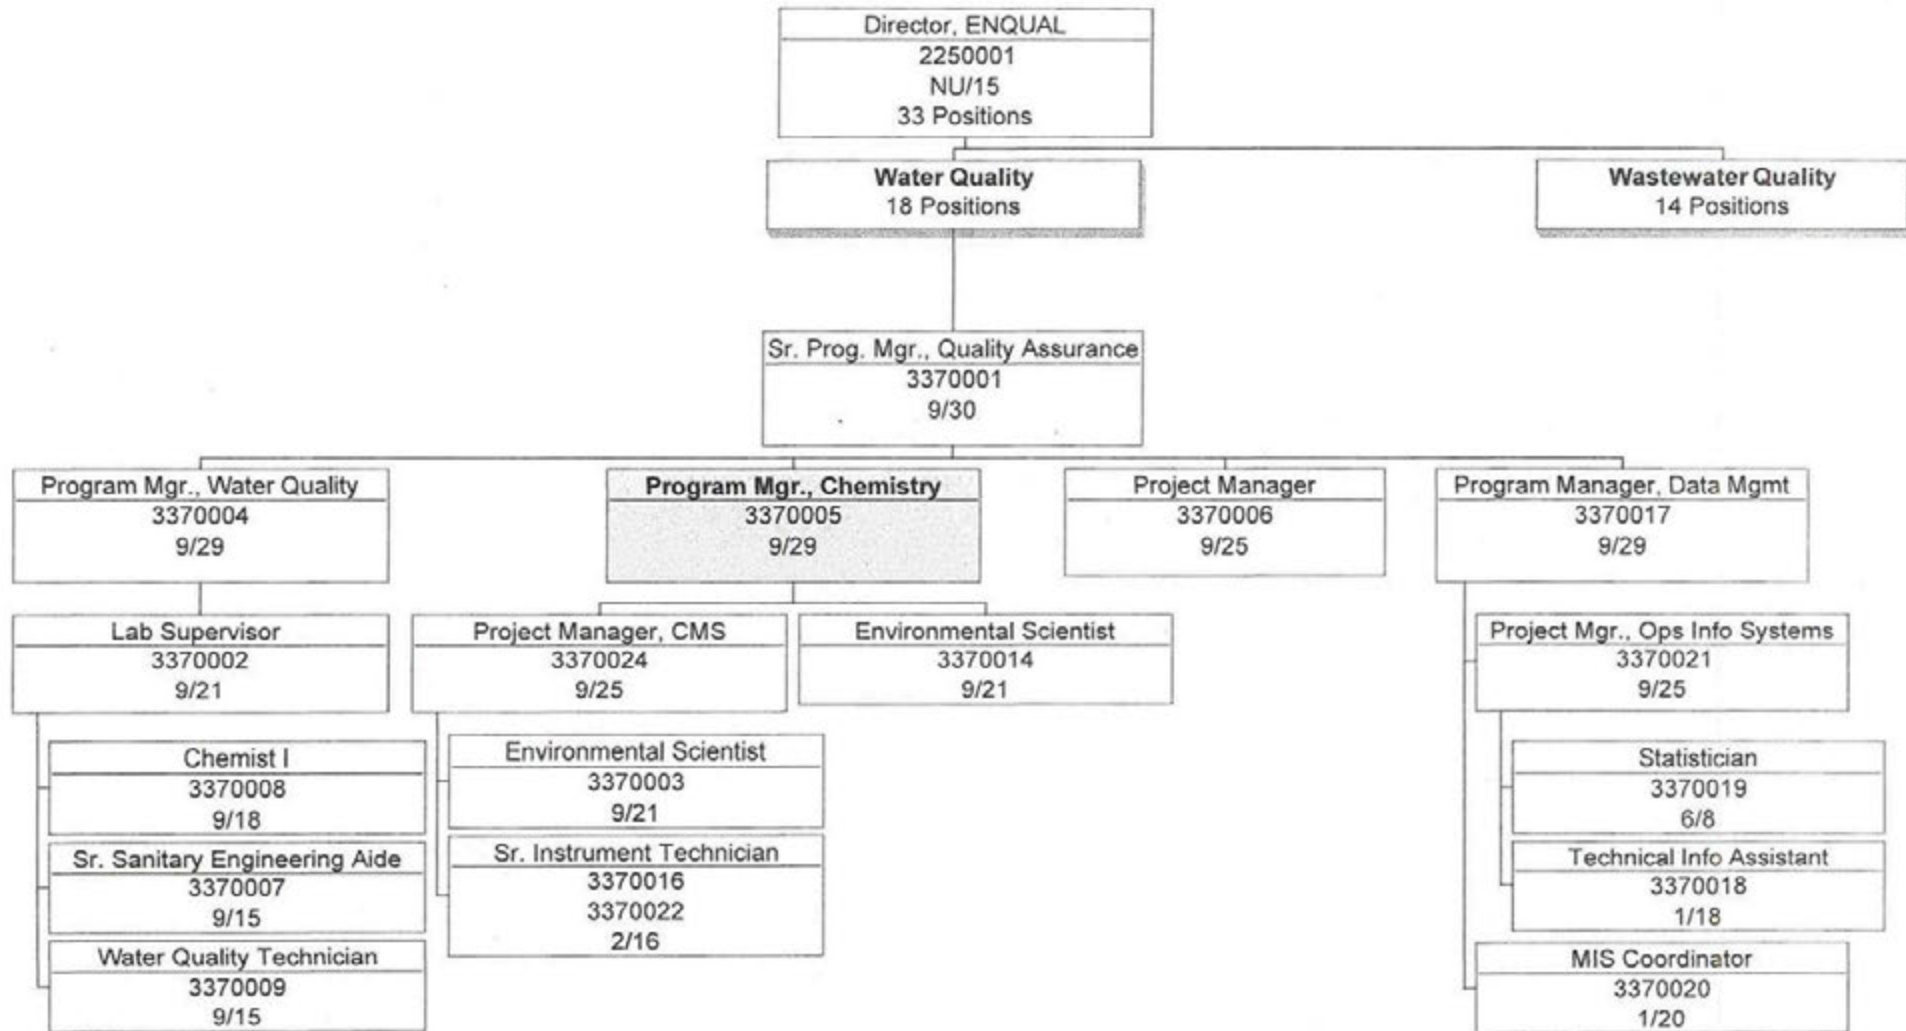 Director, ENQUAL
2250001
NU/15
33 Positions
Water Quality
18 Positions
Wastewater Quality
14 Positions
Sr. Prog. Mgr., Quality Assurance
3370001
9/30
Program Mgr., Water Quality
3370004
9/29
Program Mgr., Chemistry
3370005
9/29
Project Manager
3370006
9/25
Program Manager, Data Mgmt
3370017
9/29
Lab Supervisor
3370002
9/21
Project Manager, CMS
3370024
9/25
Environmental Scientist
3370014
9/21
Project Mgr., Ops Info Systems
3370021
9/25
Chemist I
3370008
9/18
Sr. Sanitary Engineering Aide
3370007
9/15
Water Quality Technician
3370009
9/15
Environmental Scientist
3370003
9/21
Sr. Instrument Technician
3370016
3370022
2/16
Statistician
3370019
6/8
Technical Info Assistant
3370018
1/18
MIS Coordinator
3370020
1/20